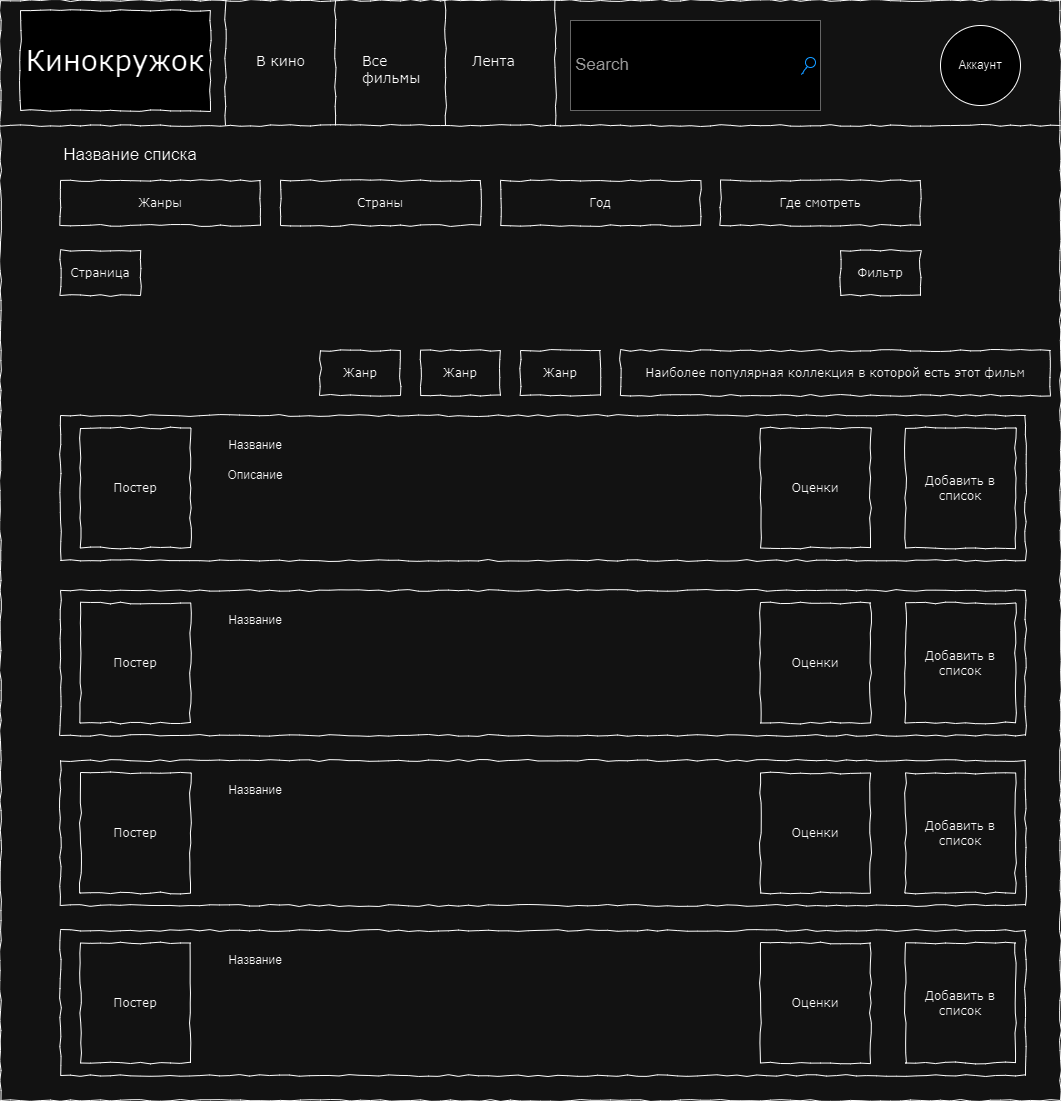 Кинокружок
В кино
Все
фильмы
Лента
Search
Аккаунт
Название списка
Жанры
Страны
Год
Где смотреть
Страница
Фильтр
Жанр
Жанр
Жанр
Наиболее популярная коллекция в которой есть этот фильм
Постер
Название
Описание
Оценки
Добавить в
список
Постер
Название
Оценки
Добавить в
список
Постер
Название
Оценки
Добавить в
список
Постер
Название
Оценки
Добавить в
список